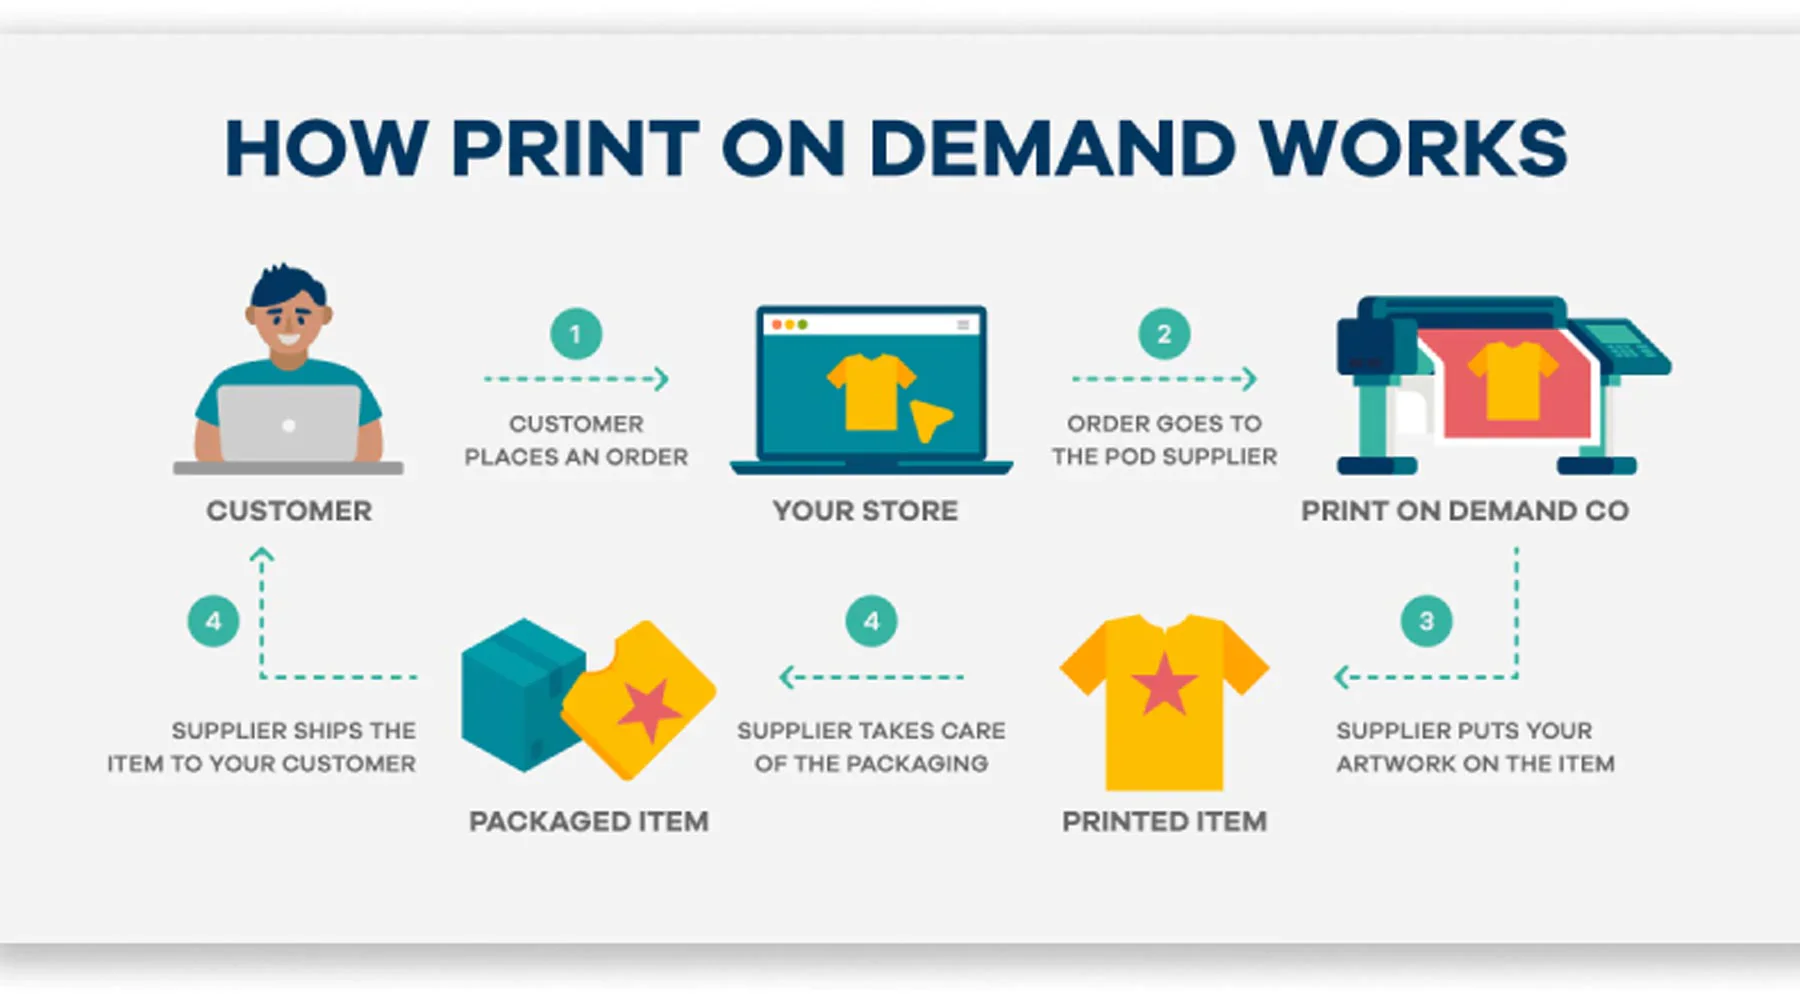 HOW PRINT ON DEMAND WORKS
1
CUSTOMER
PLACES AN ORDER
2
ORDER GOES TO
THE POD SUPPLIER
CUSTOMER
YOUR STORE
PRINT ON DEMAND CO
3
SUPPLIER PUTS YOUR
ARTWORK ON THE ITEM
PRINTED ITEM
4
SUPPLIER TAKES CARE
OF THE PACKAGING
PACKAGED ITEM
4
SUPPLIER SHIPS THE
ITEM TO YOUR CUSTOMER